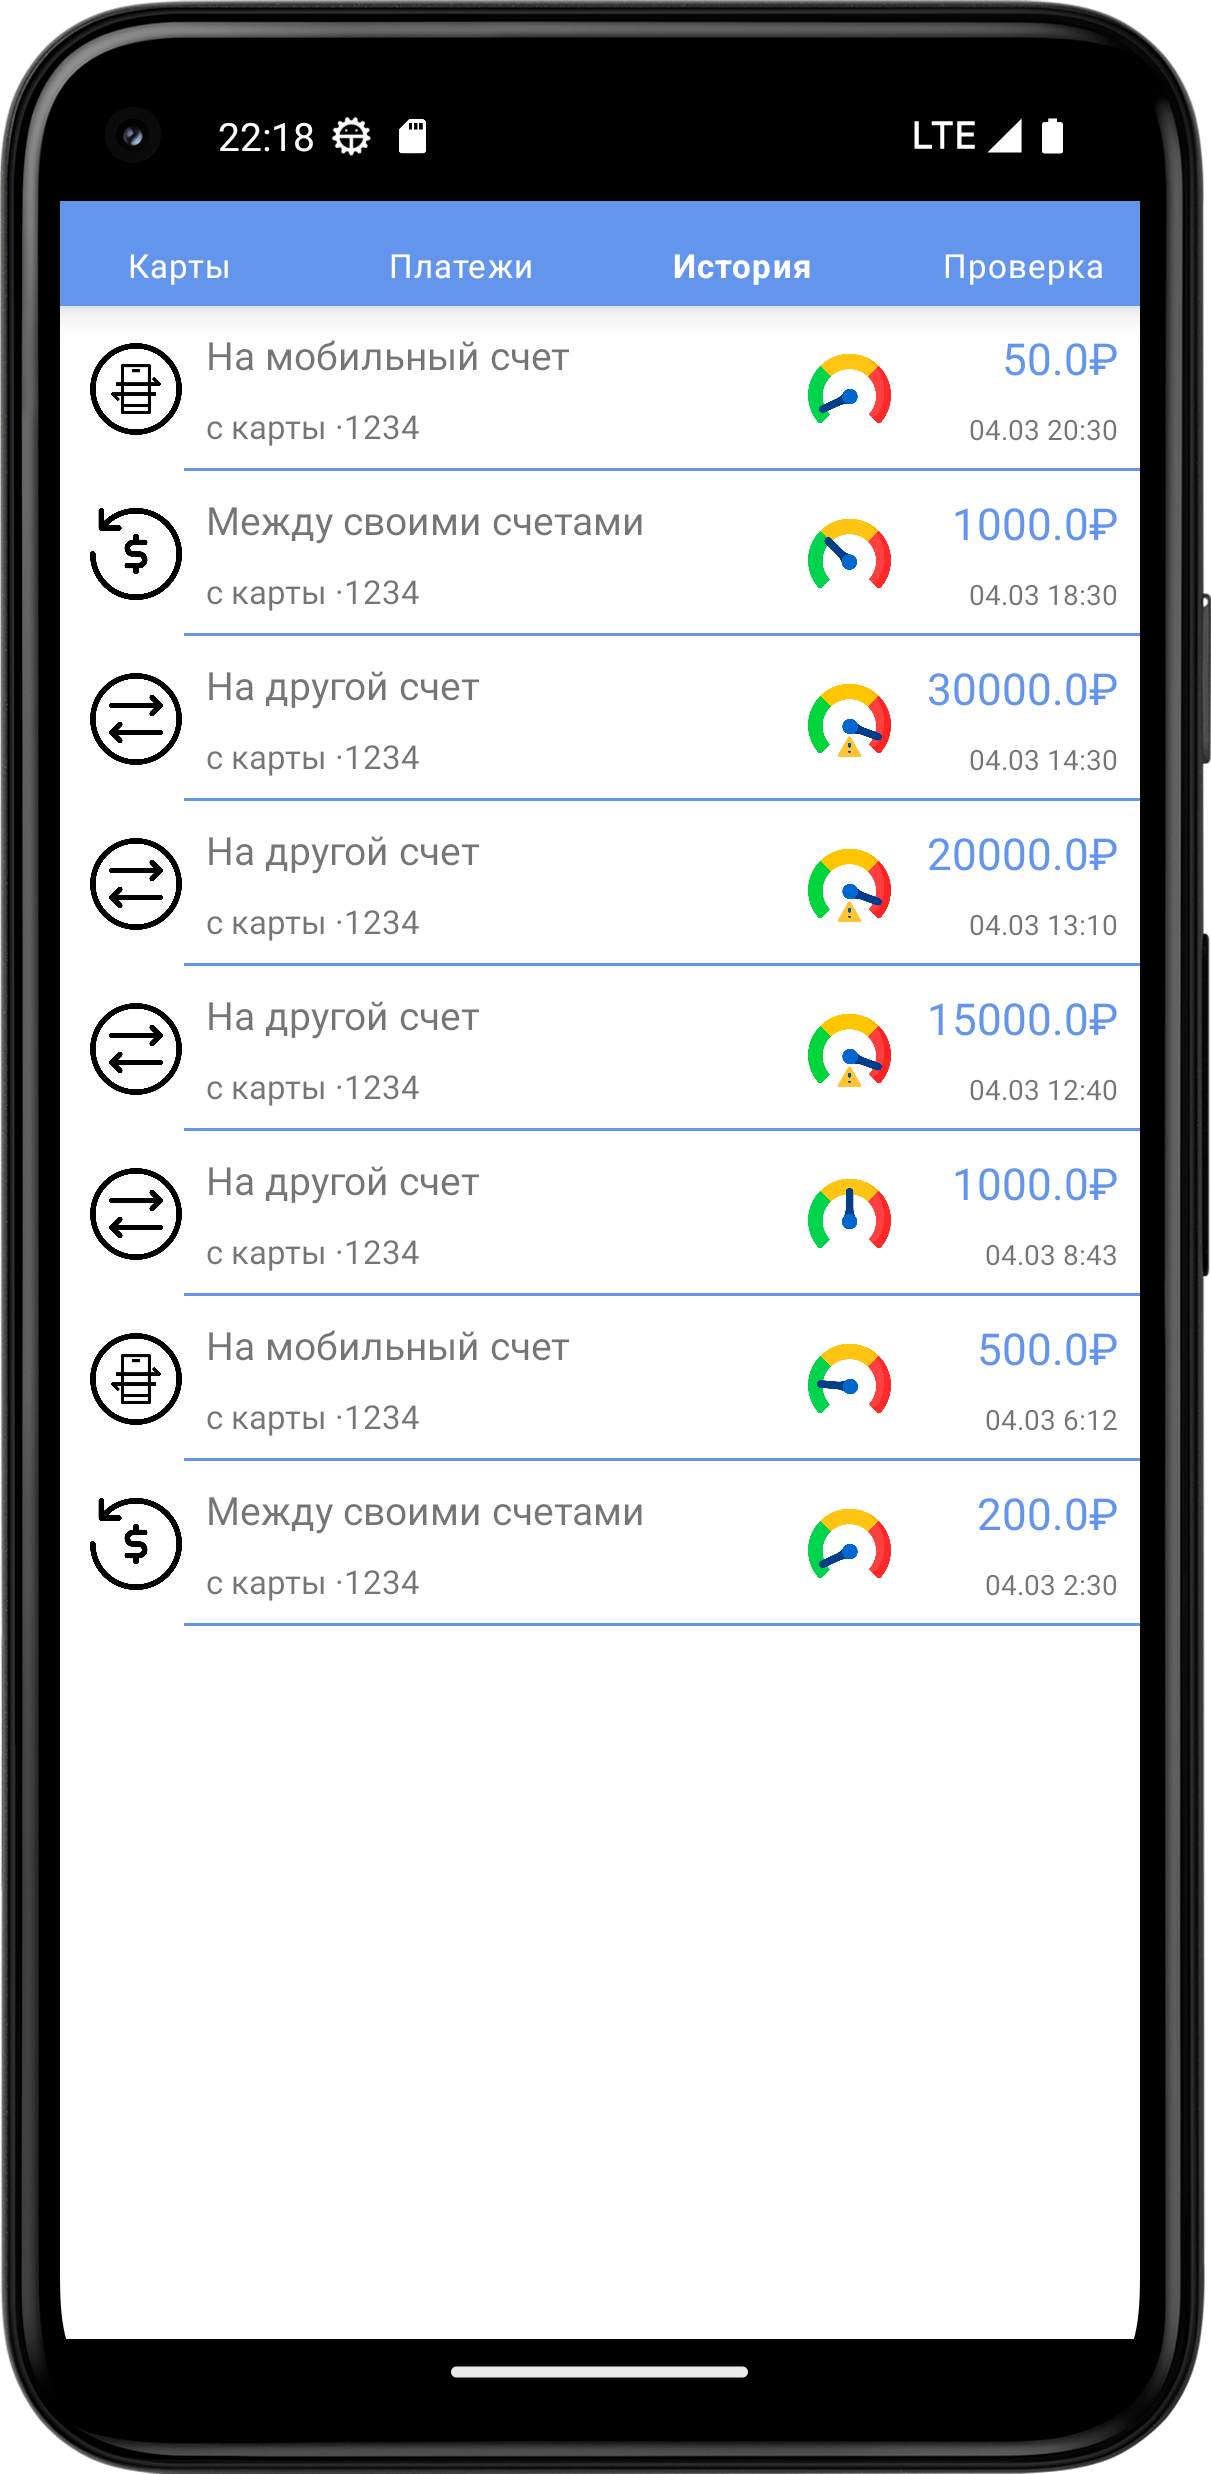 22:18 LTE
Карты Платежи История Проверка
На мобильный счет 50.0₽
с карты ·1234 04.03 20:30
Между своими счетами 1000.0₽
с карты ·1234 04.03 18:30
На другой счет 30000.0₽
с карты ·1234 04.03 14:30
На другой счет 20000.0₽
с карты ·1234 04.03 13:10
На другой счет 15000.0₽
с карты ·1234 04.03 12:40
На другой счет 1000.0₽
с карты ·1234 04.03 8:43
На мобильный счет 500.0₽
с карты ·1234 04.03 6:12
Между своими счетами 200.0₽
с карты ·1234 04.03 2:30